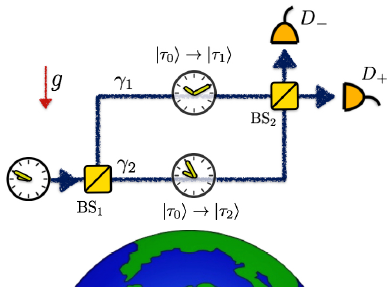 |τ₀⟩ → |τ₁⟩
D₋
g
γ₁
D₊
BS₂
γ₂
BS₁
|τ₀⟩ → |τ₂⟩